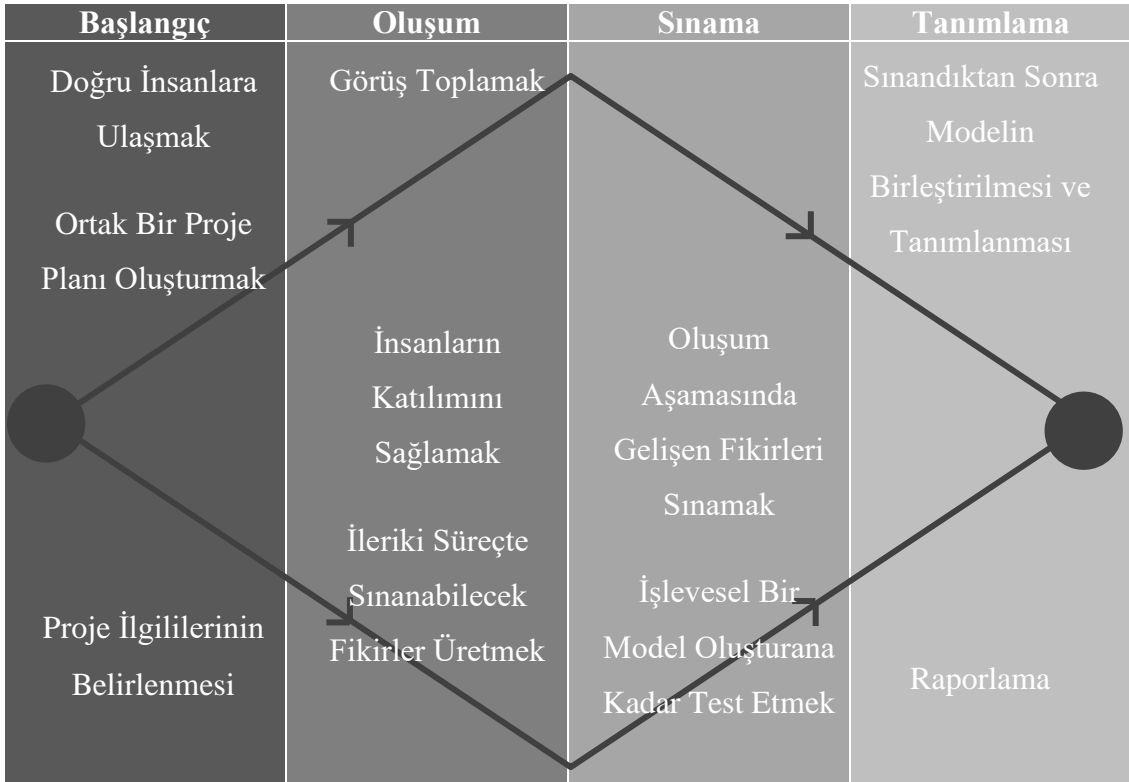 Başlangıç
Doğru İnsanlara
Ulaşmak
Ortak Bir Proje
Planı Oluşturmak
Proje İlgililerinin
Belirlenmesi
Oluşum
Görüş Toplamak
İnsanların
Katılımını
Sağlamak
İleriki Süreçte
Sınanabilecek
Fikirler Üretmek
Sınama
Oluşum
Aşamasında
Gelişen Fikirleri
Sınamak
İşlevesel Bir
Model Oluşturana
Kadar Test Etmek
Tanımlama
Sınandıktan Sonra
Modelin
Birleştirilmesi ve
Tanımlanması
Raporlama